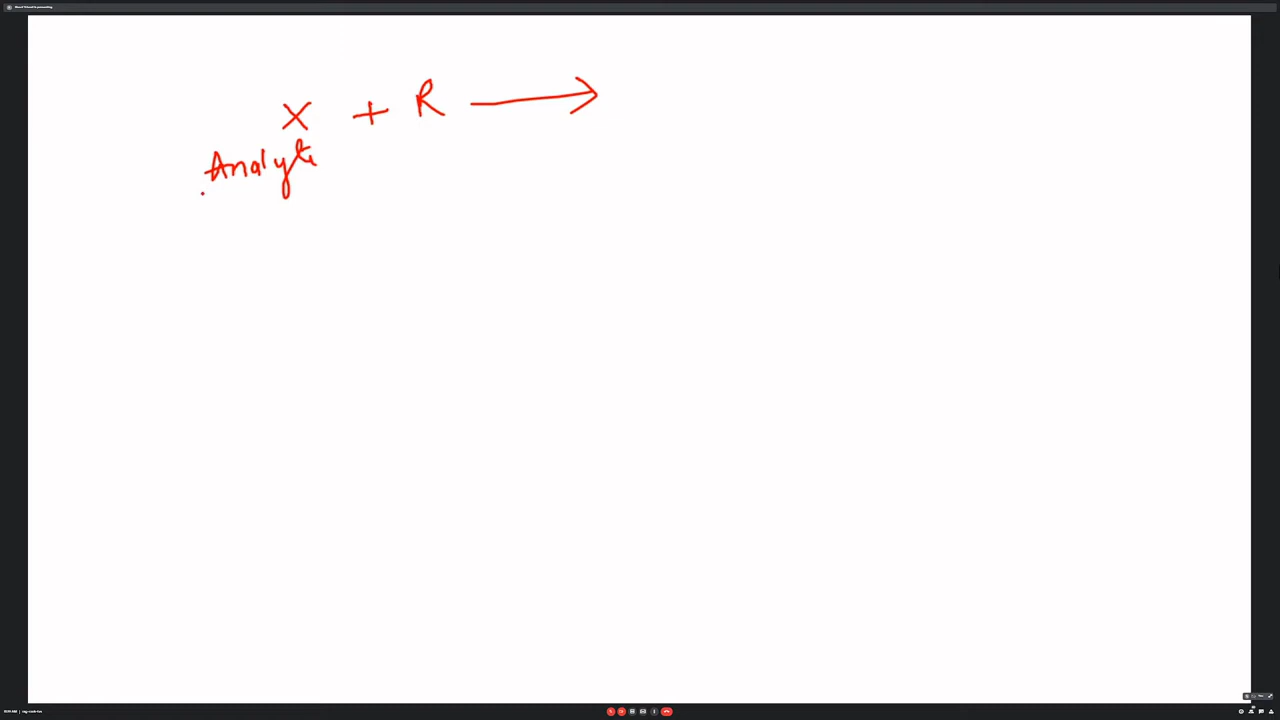 X + R →
Analyte